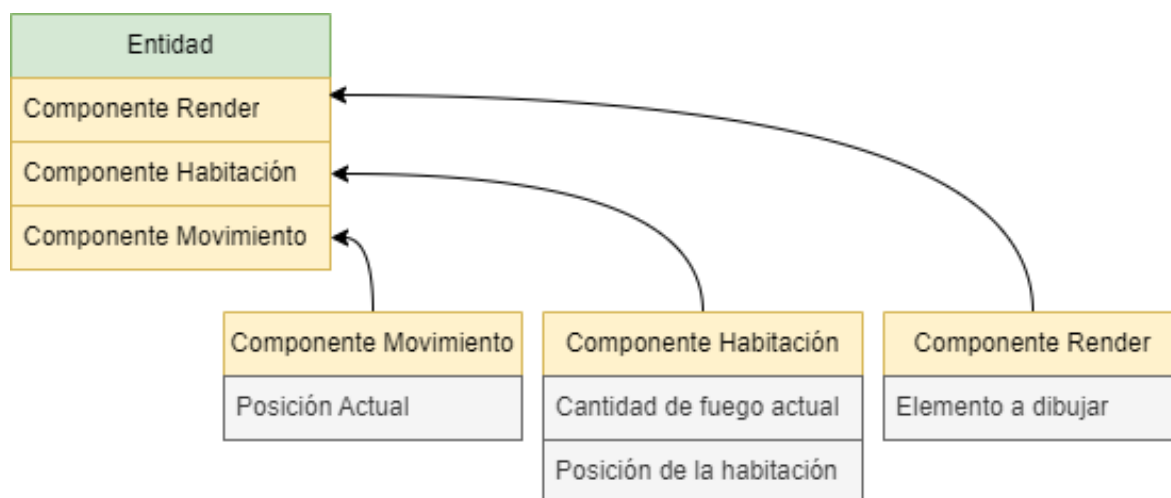 Entidad
Componente Render
Componente Habitación
Componente Movimiento
Componente Movimiento
Posición Actual
Componente Habitación
Cantidad de fuego actual
Posición de la habitación
Componente Render
Elemento a dibujar